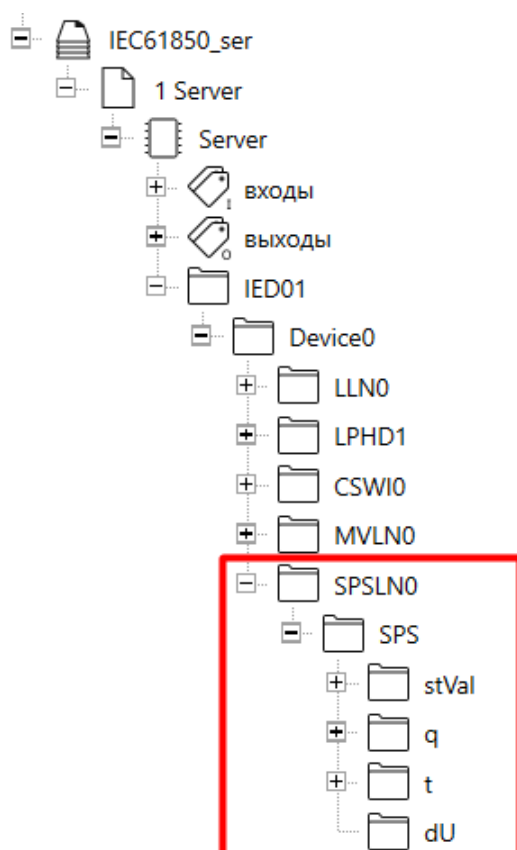 IEC61850_ser
1 Server
Server
I
входы
O
выходы
IED01
Device0
LLN0
LPHD1
CSWI0
MVLN0
SPSLN0
SPS
stVal
q
t
dU